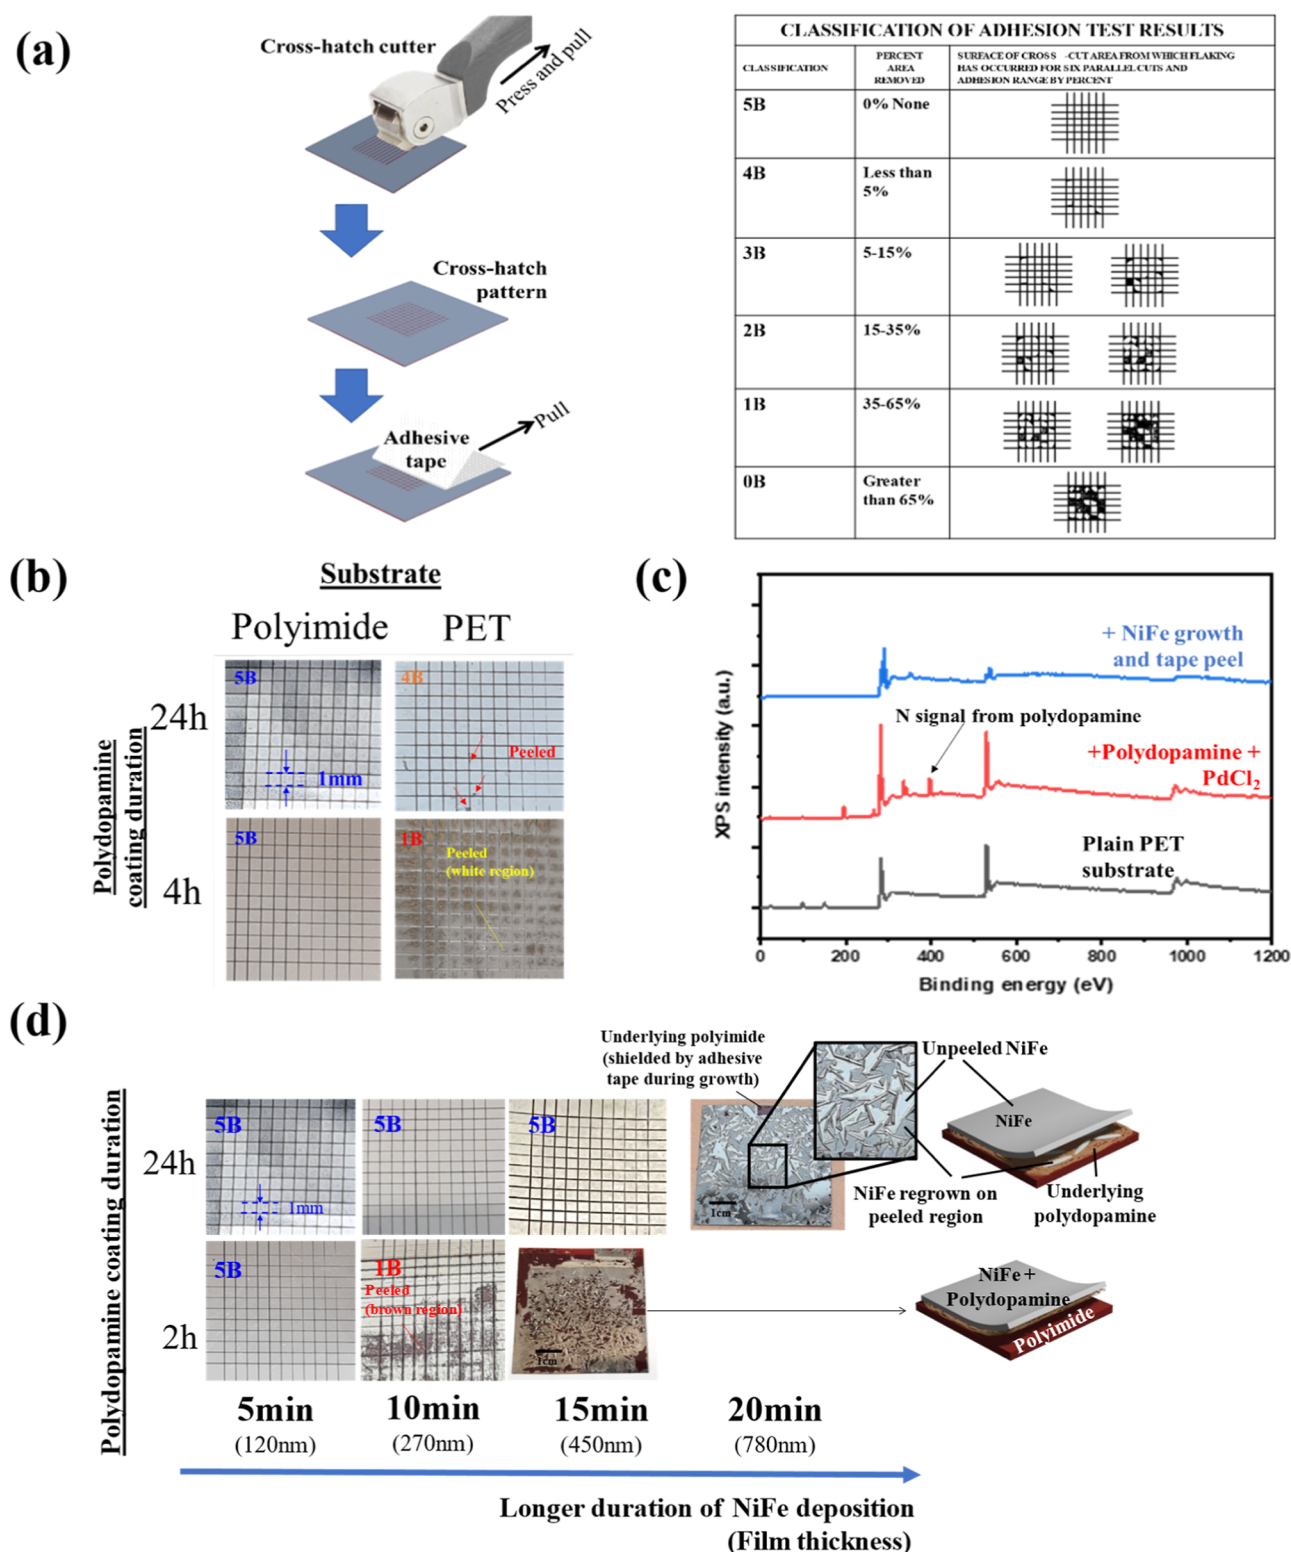 (a)
Cross-hatch cutter
Press and pull
Cross-hatch
pattern
Adhesive
tape
Pull
CLASSIFICATION OF ADHESION TEST RESULTS
CLASSIFICATION
PERCENT
AREA
REMOVED
SURFACE OF CROSS -CUT AREA FROM WHICH FLAKING
HAS OCCURRED FOR SIX PARALLEL CUTS AND
ADHESION RANGE BY PERCENT
5B
0% None
4B
Less than
5%
3B
5-15%
2B
15-35%
1B
35-65%
0B
Greater
than 65%
(b)
Substrate
Polyimide
PET
Polydopamine
coating duration
24h
4h
5B
1mm
4B
Peeled
5B
1B
Peeled
(white region)
(c)
XPS intensity (a.u.)
+ NiFe growth
and tape peel
N signal from polydopamine
+Polydopamine +
PdCl₂
Plain PET
substrate
0
200
400
600
800
1000
1200
Binding energy (eV)
(d)
Polydopamine coating duration
24h
2h
5B
1mm
5B
5B
Underlying polyimide
(shielded by adhesive
tape during growth)
1cm
Unpeeled NiFe
NiFe
NiFe regrown on
peeled region
Underlying
polydopamine
5B
1B
Peeled
(brown region)
1cm
NiFe +
Polydopamine
Polyimide
5min
(120nm)
10min
(270nm)
15min
(450nm)
20min
(780nm)
Longer duration of NiFe deposition
(Film thickness)